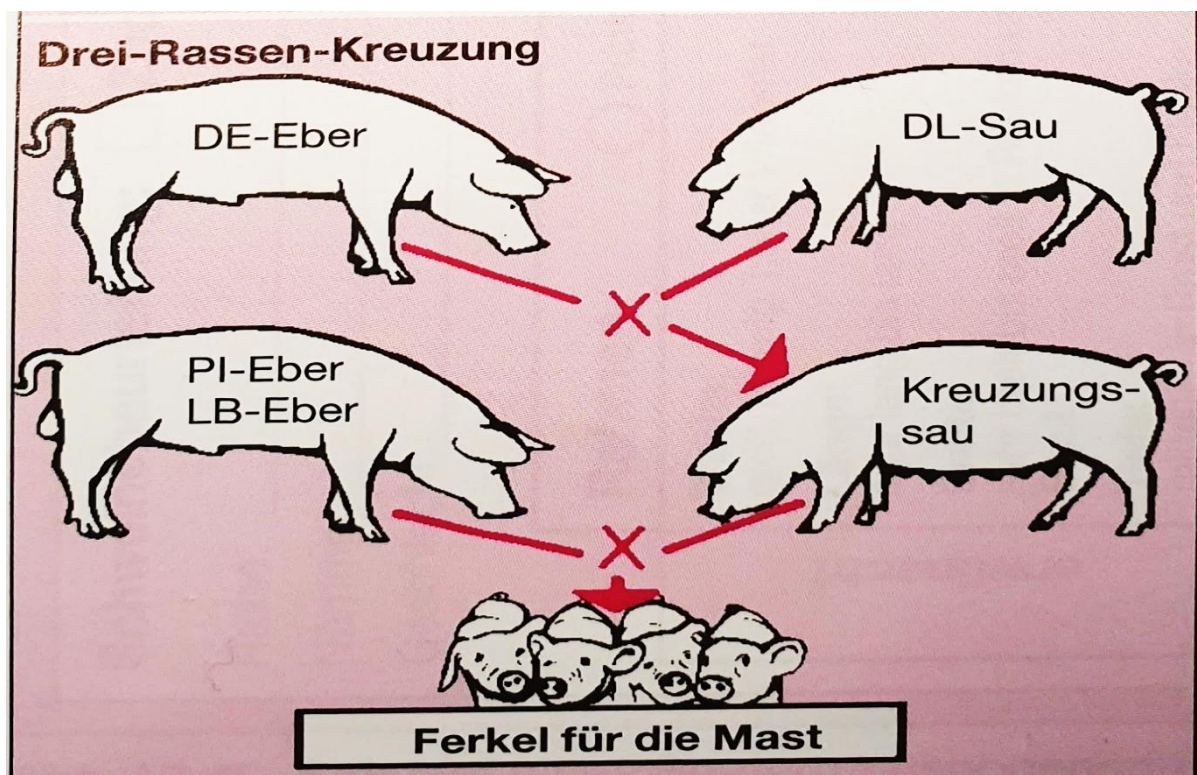 Drei-Rassen-Kreuzung
DE-Eber
DL-Sau
PI-Eber
LB-Eber
Kreuzungs-
sau
Ferkel für die Mast